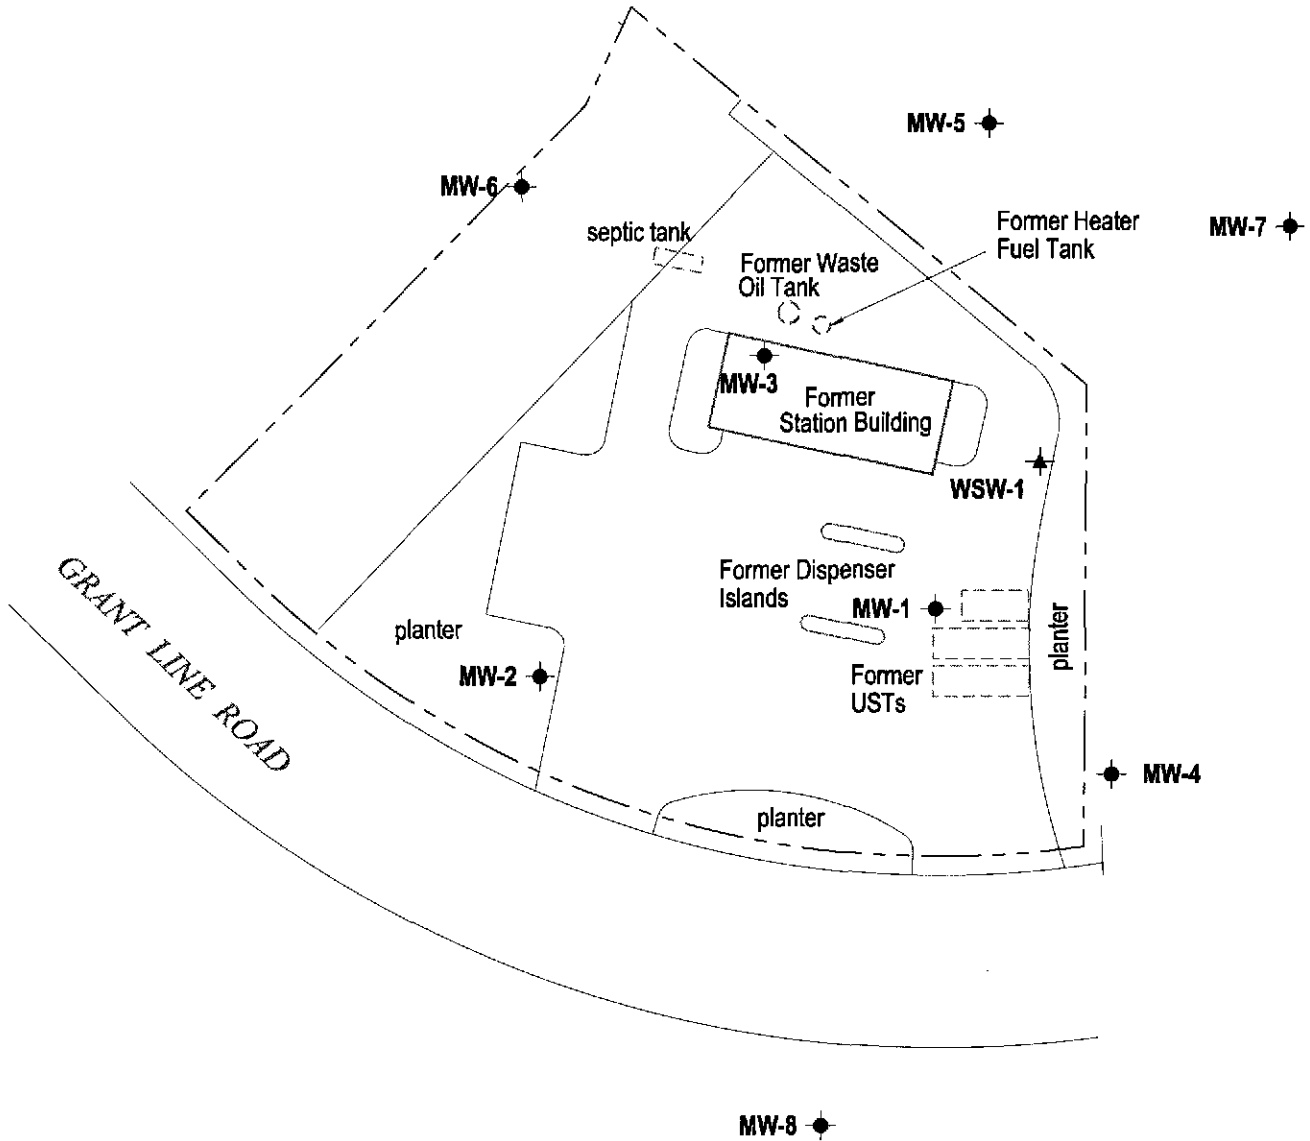 MW-5
MW-6
Former Heater
Fuel Tank
MW-7
septic tank
Former Waste
Oil Tank
MW-3
Former
Station Building
WSW-1
GRANT LINE ROAD
Former Dispenser
Islands
MW-1
planter
planter
MW-2
Former
USTs
MW-4
planter
MW-8